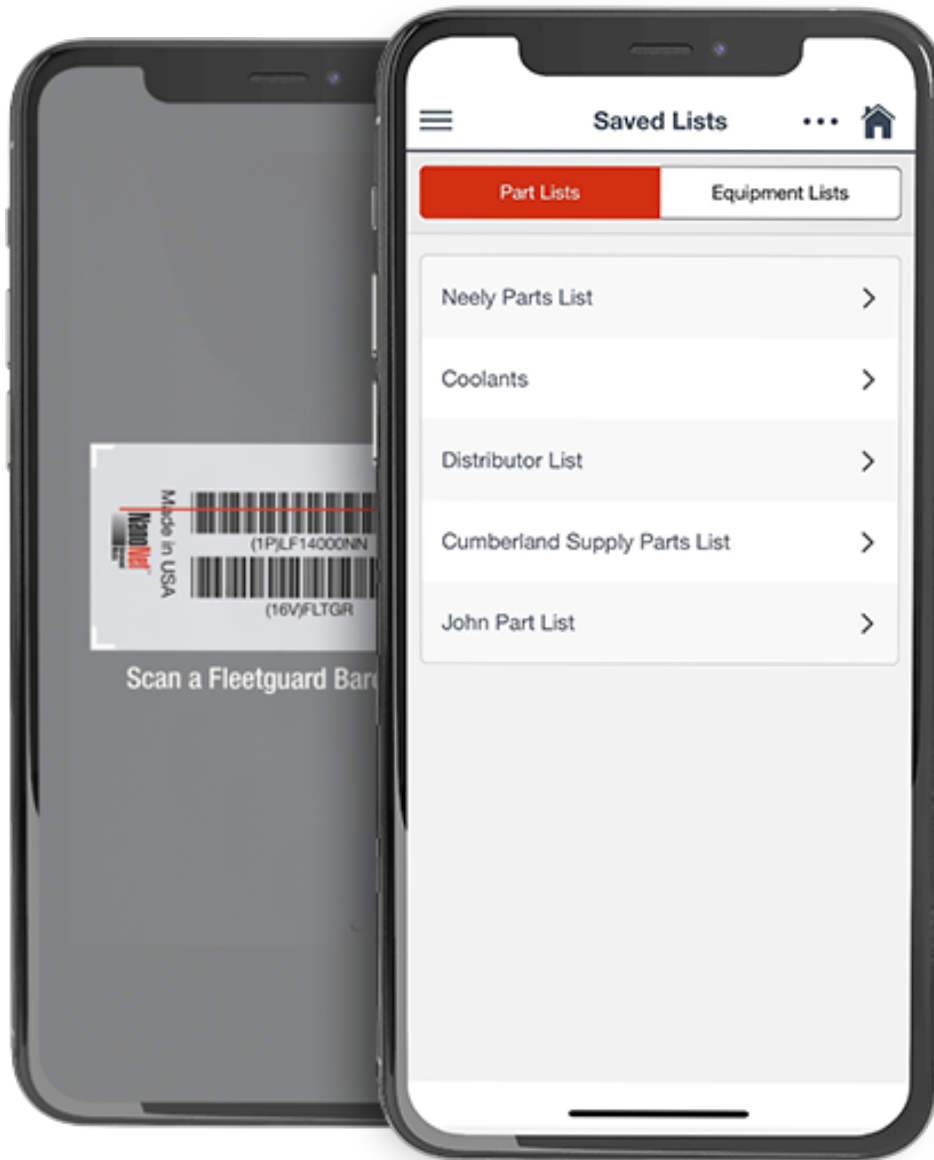 Saved Lists
Part Lists
Equipment Lists
Neely Parts List
Coolants
Distributor List
Cumberland Supply Parts List
John Part List
Made in USA
NanoNet
(1P)LF14000NN
(16V)FLTGR
Scan a Fleetguard